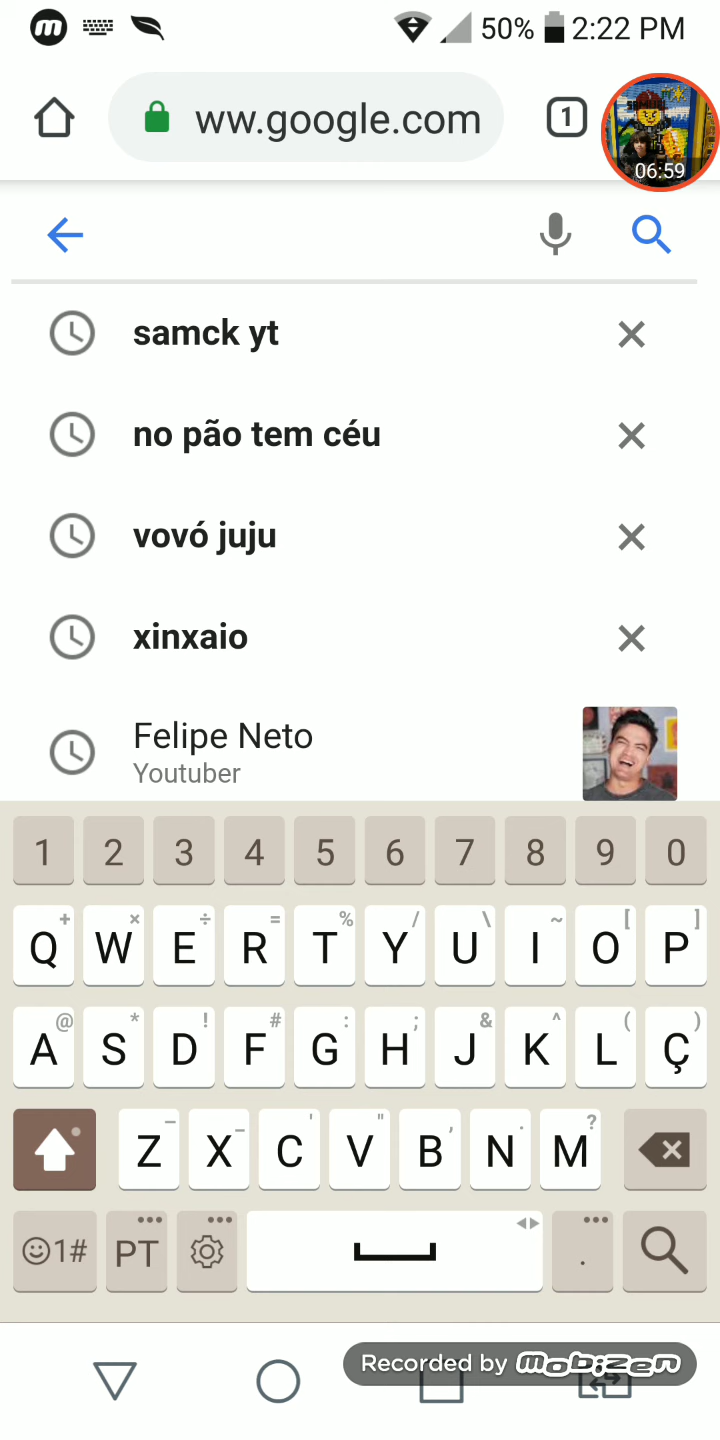 50% 2:22 PM
ww.google.com 1
SAMUEL
06:59
samck yt
no pão tem céu
vovó juju
xinxaio
Felipe Neto
Youtuber
1 2 3 4 5 6 7 8 9 0
+ × ÷ = % / \ ~ [ ]
Q W E R T Y U I O P
@ * ! # : ; & ^ ( )
A S D F G H J K L Ç
- _ ' " , . ?
Z X C V B N M
1# PT .
Recorded by mobizen